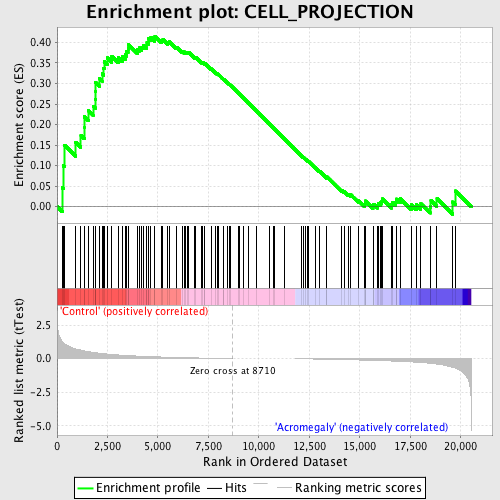 Enrichment plot: CELL_PROJECTION
Enrichment score (ES)
0.40
0.35
0.30
0.25
0.20
0.15
0.10
0.05
0.00
'Control' (positively correlated)
Ranked list metric (tTest)
2.5
0.0
-2.5
-5.0
Zero cross at 8710
'Acromegaly' (negatively correlated)
0 2,500 5,000 7,500 10,000 12,500 15,000 17,500 20,000
Rank in Ordered Dataset
Enrichment profile Hits Ranking metric scores